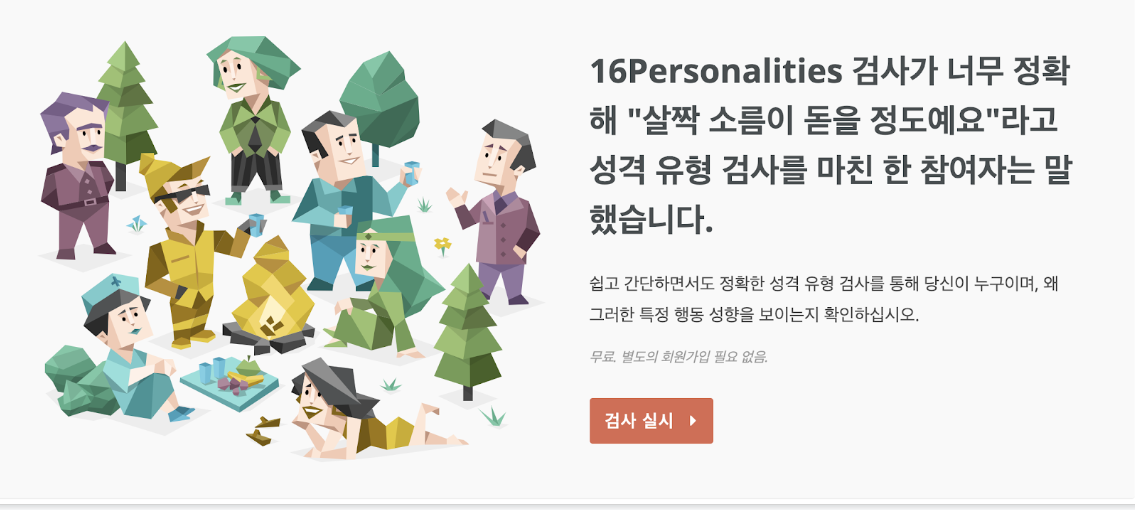 16Personalities 검사가 너무 정확
해 "살짝 소름이 돋을 정도예요"라고
성격 유형 검사를 마친 한 참여자는 말
했습니다.
쉽고 간단하면서도 정확한 성격 유형 검사를 통해 당신이 누구이며, 왜
그러한 특정 행동 성향을 보이는지 확인하십시오.
무료. 별도의 회원가입 필요 없음.
검사 실시